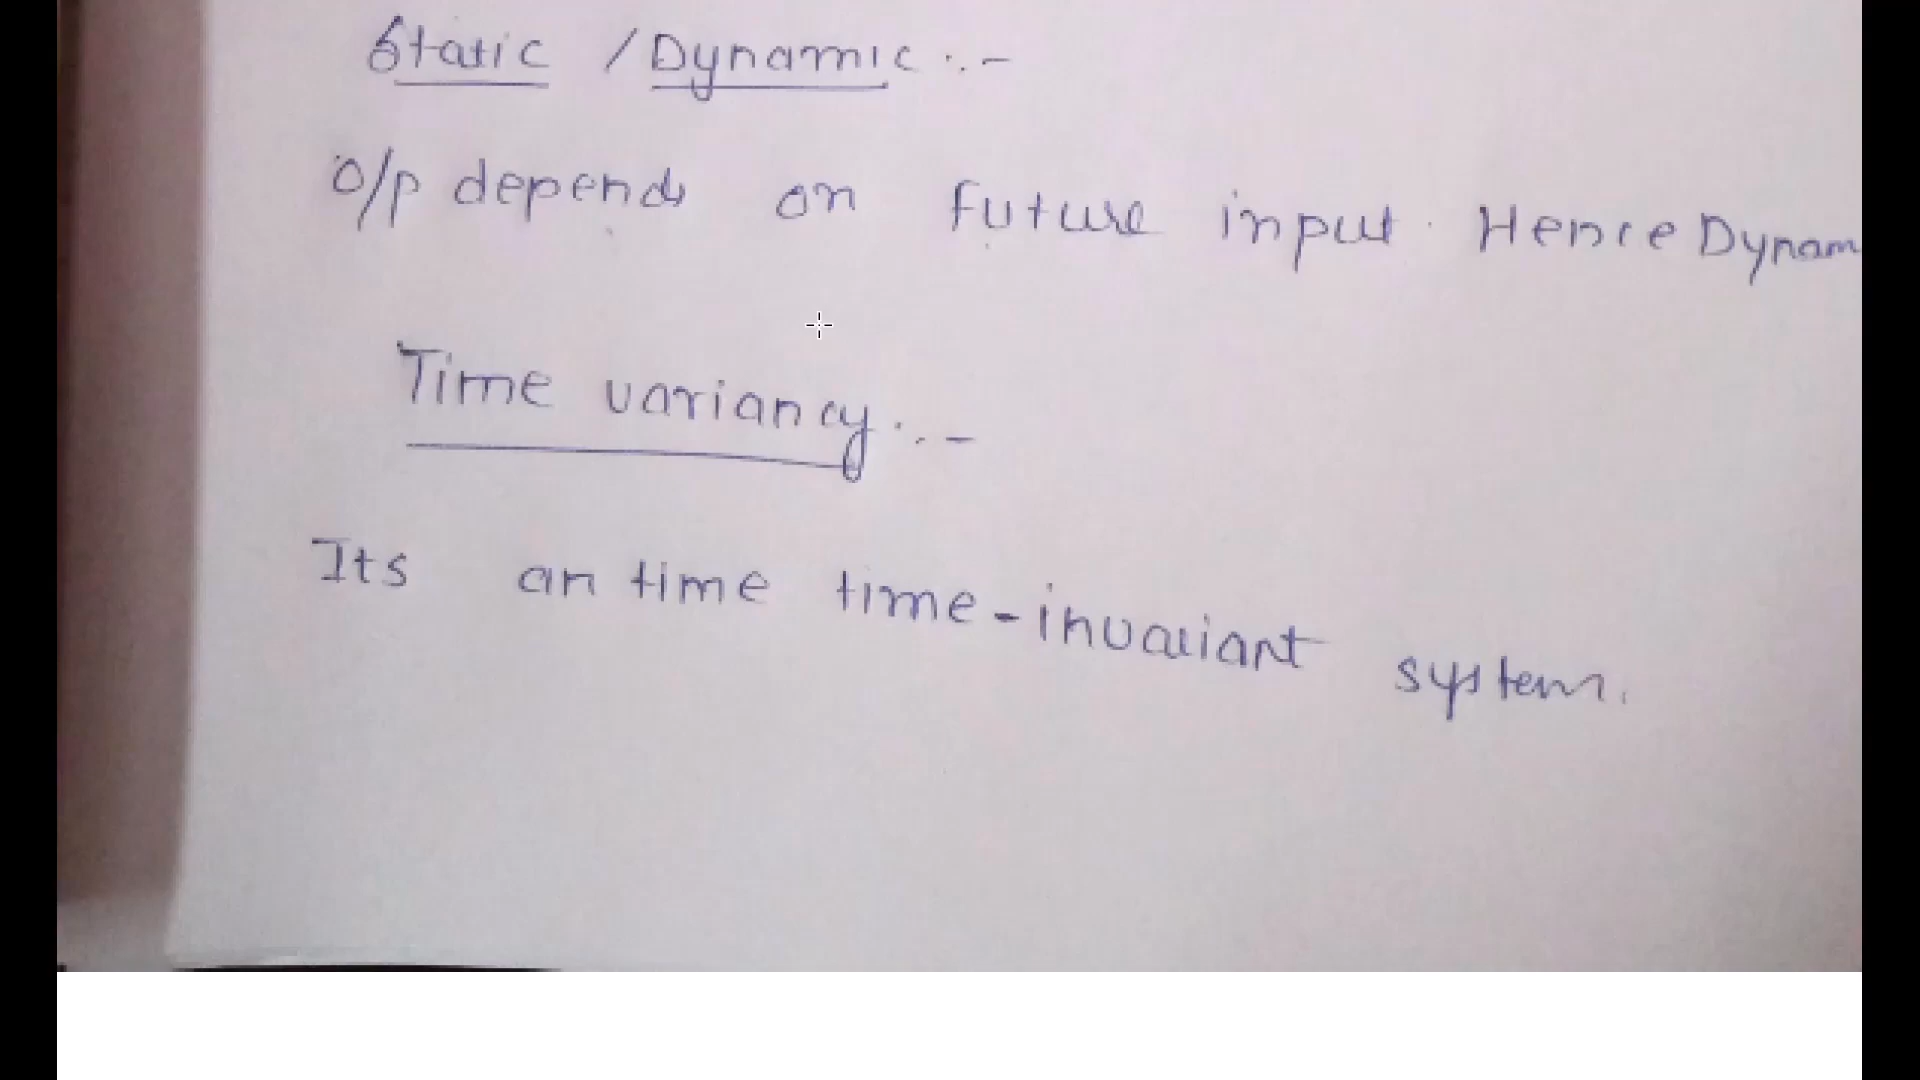 Static / Dynamic :-
O/p depends on future input. Hence Dynam
Time variancy :-
Its an time time-invariant system.